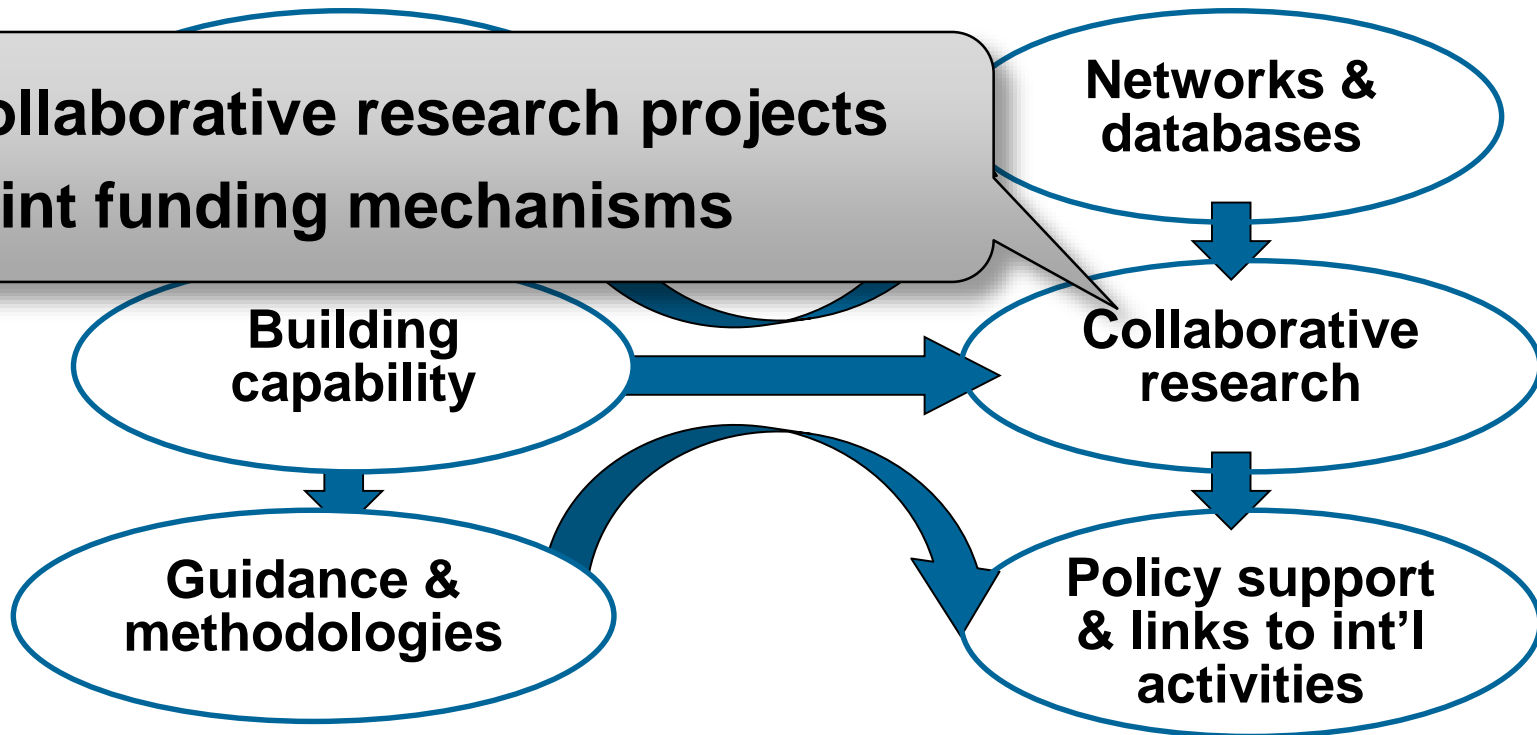 ollaborative research projects
int funding mechanisms
Networks &
databases
Building
capability
Collaborative
research
Guidance &
methodologies
Policy support
& links to int'l
activities